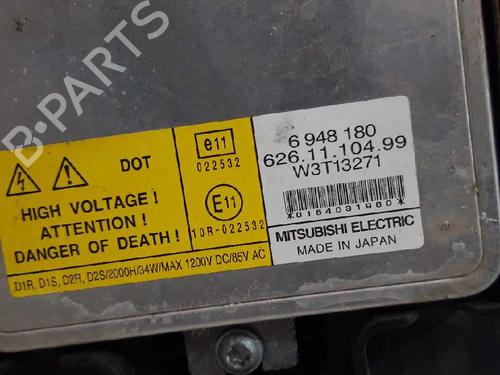 DOT
HIGH VOLTAGE !
ATTENTION !
DANGER OF DEATH !
e11
022532
E11
10R-022532
D1R, D1S, D2R, D2S/2000H/34W/MAX 1200V DC/85V AC
6 948 180
626.11.104.99
W3T13271
MITSUBISHI ELECTRIC
MADE IN JAPAN
B-PARTS